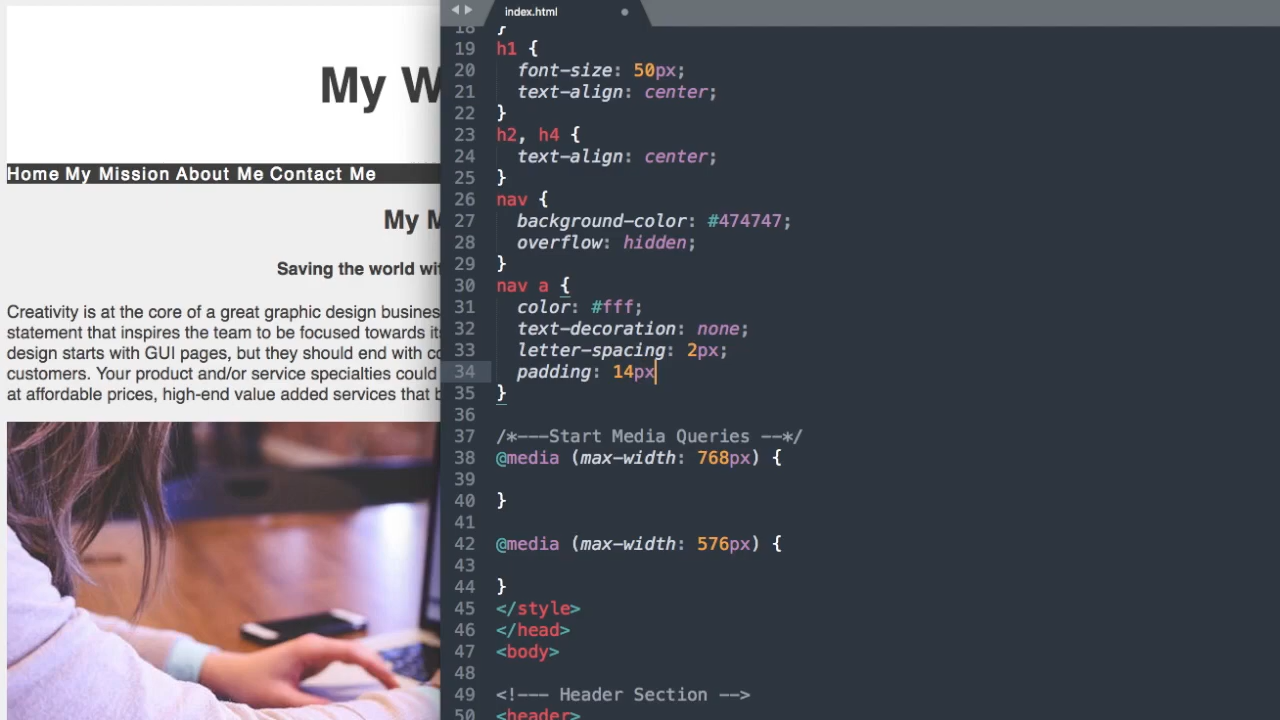 index.html
My W
Home My Mission About Me Contact Me
My M
Saving the world wi
Creativity is at the core of a great graphic design busines
statement that inspires the team to be focused towards it
design starts with GUI pages, but they should end with co
customers. Your product and/or service specialties could
at affordable prices, high-end value added services that b
18 }
19 h1 {
20 font-size: 50px;
21 text-align: center;
22 }
23 h2, h4 {
24 text-align: center;
25 }
26 nav {
27 background-color: #474747;
28 overflow: hidden;
29 }
30 nav a {
31 color: #fff;
32 text-decoration: none;
33 letter-spacing: 2px;
34 padding: 14px
35 }
36
37 /*---Start Media Queries --*/
38 @media (max-width: 768px) {
39
40 }
41
42 @media (max-width: 576px) {
43
44 }
45 </style>
46 </head>
47 <body>
48
49 <!--- Header Section -->
50 <header>